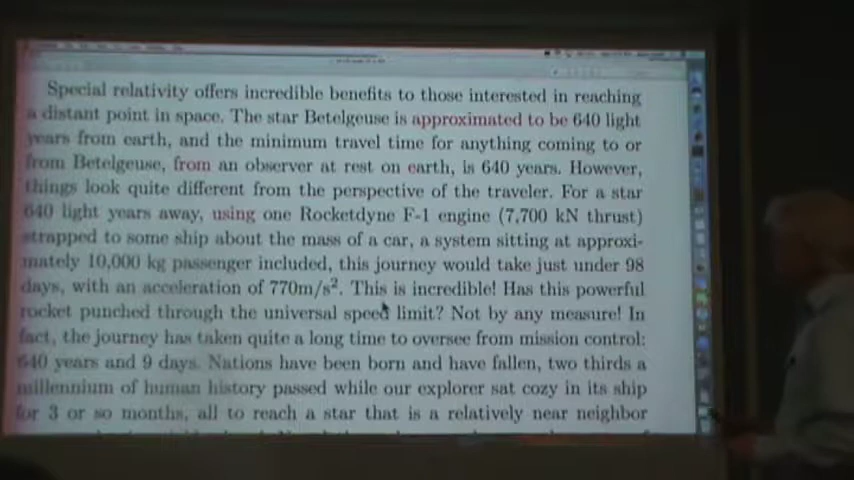 Special relativity offers incredible benefits to those interested in reaching
a distant point in space. The star Betelgeuse is approximated to be 640 light
years from earth, and the minimum travel time for anything coming to or
from Betelgeuse, from an observer at rest on earth, is 640 years. However,
things look quite different from the perspective of the traveler. For a star
640 light years away, using one Rocketdyne F-1 engine (7,700 kN thrust)
strapped to some ship about the mass of a car, a system sitting at approxi-
mately 10,000 kg passenger included, this journey would take just under 98
days, with an acceleration of 770m/s². This is incredible! Has this powerful
rocket punched through the universal speed limit? Not by any measure! In
fact, the journey has taken quite a long time to oversee from mission control:
640 years and 9 days. Nations have been born and have fallen, two thirds a
millennium of human history passed while our explorer sat cozy in its ship
for 3 or so months, all to reach a star that is a relatively near neighbor